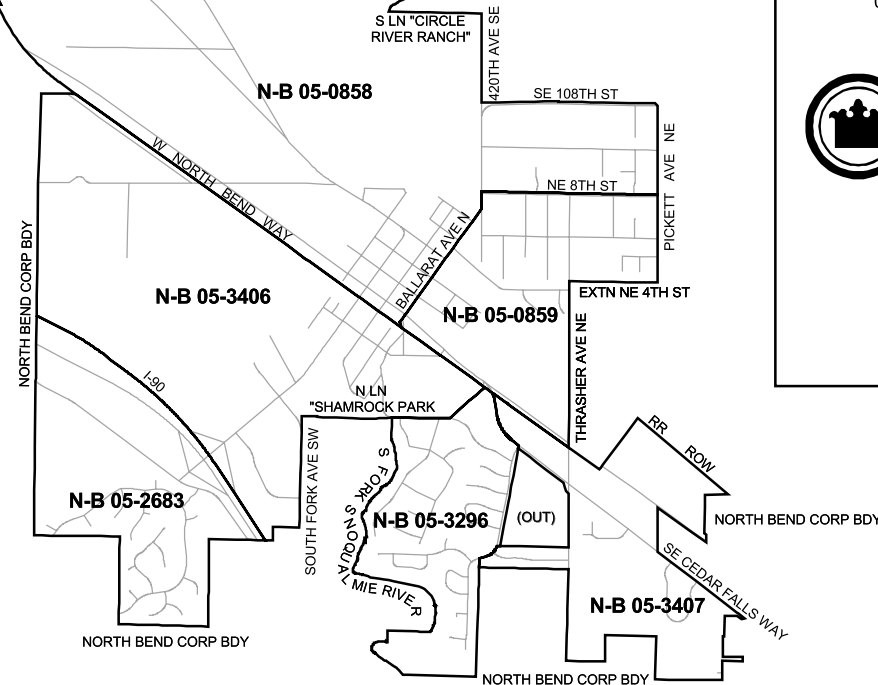 S LN "CIRCLE
RIVER RANCH"
420TH AVE SE
SE 108TH ST
N-B 05-0858
W NORTH BEND WAY
PICKETT AVE NE
NE 8TH ST
BALLARAT AVE N
NORTH BEND CORP BDY
N-B 05-3406
EXTN NE 4TH ST
N-B 05-0859
THRASHER AVE NE
I-90
N LN
"SHAMROCK PARK
RR ROW
SOUTH FORK AVE SW
S FORK SNOQUALMIE RIVER
N-B 05-2683
N-B 05-3296
(OUT)
NORTH BEND CORP BDY
SE CEDAR FALLS WAY
N-B 05-3407
NORTH BEND CORP BDY
NORTH BEND CORP BDY